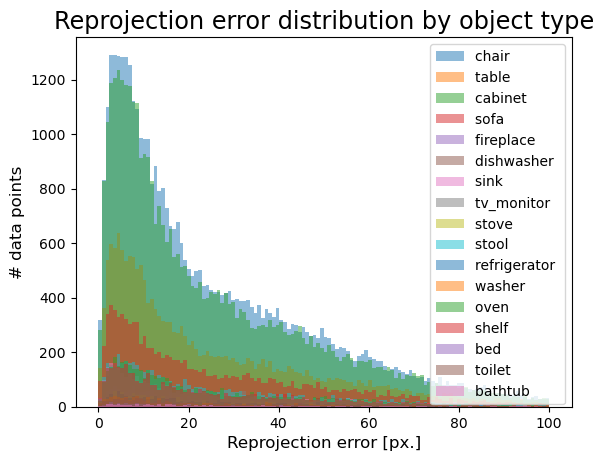 Reprojection error distribution by object type
# data points
1200
1000
800
600
400
200
0
0 20 40 60 80 100
Reprojection error [px.]
chair
table
cabinet
sofa
fireplace
dishwasher
sink
tv_monitor
stove
stool
refrigerator
washer
oven
shelf
bed
toilet
bathtub